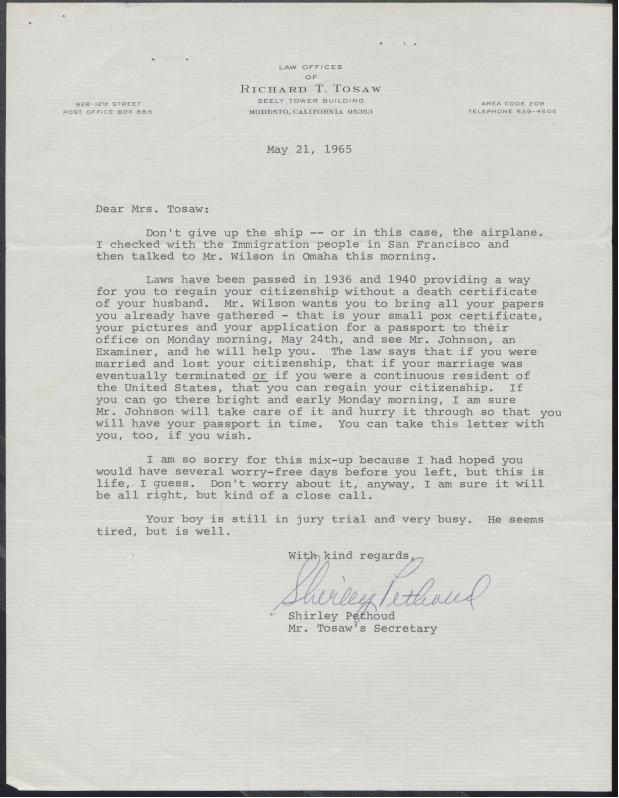 LAW OFFICES
OF
RICHARD T. TOSAW
SEELY TOWER BUILDING
MODESTO, CALIFORNIA 95353
928-12TH STREET
POST OFFICE BOX 885
AREA CODE 209
TELEPHONE 529-4505
May 21, 1965
Dear Mrs. Tosaw:
Don't give up the ship -- or in this case, the airplane.
I checked with the Immigration people in San Francisco and
then talked to Mr. Wilson in Omaha this morning.
Laws have been passed in 1936 and 1940 providing a way
for you to regain your citizenship without a death certificate
of your husband. Mr. Wilson wants you to bring all your papers
you already have gathered - that is your small pox certificate,
your pictures and your application for a passport to their
office on Monday morning, May 24th, and see Mr. Johnson, an
Examiner, and he will help you. The law says that if you were
married and lost your citizenship, that if your marriage was
eventually terminated or if you were a continuous resident of
the United States, that you can regain your citizenship. If
you can go there bright and early Monday morning, I am sure
Mr. Johnson will take care of it and hurry it through so that you
will have your passport in time. You can take this letter with
you, too, if you wish.
I am so sorry for this mix-up because I had hoped you
would have several worry-free days before you left, but this is
life, I guess. Don't worry about it, anyway, I am sure it will
be all right, but kind of a close call.
Your boy is still in jury trial and very busy. He seems
tired, but is well.
With kind regards,
Shirley Pethoud
Shirley Pethoud
Mr. Tosaw's Secretary